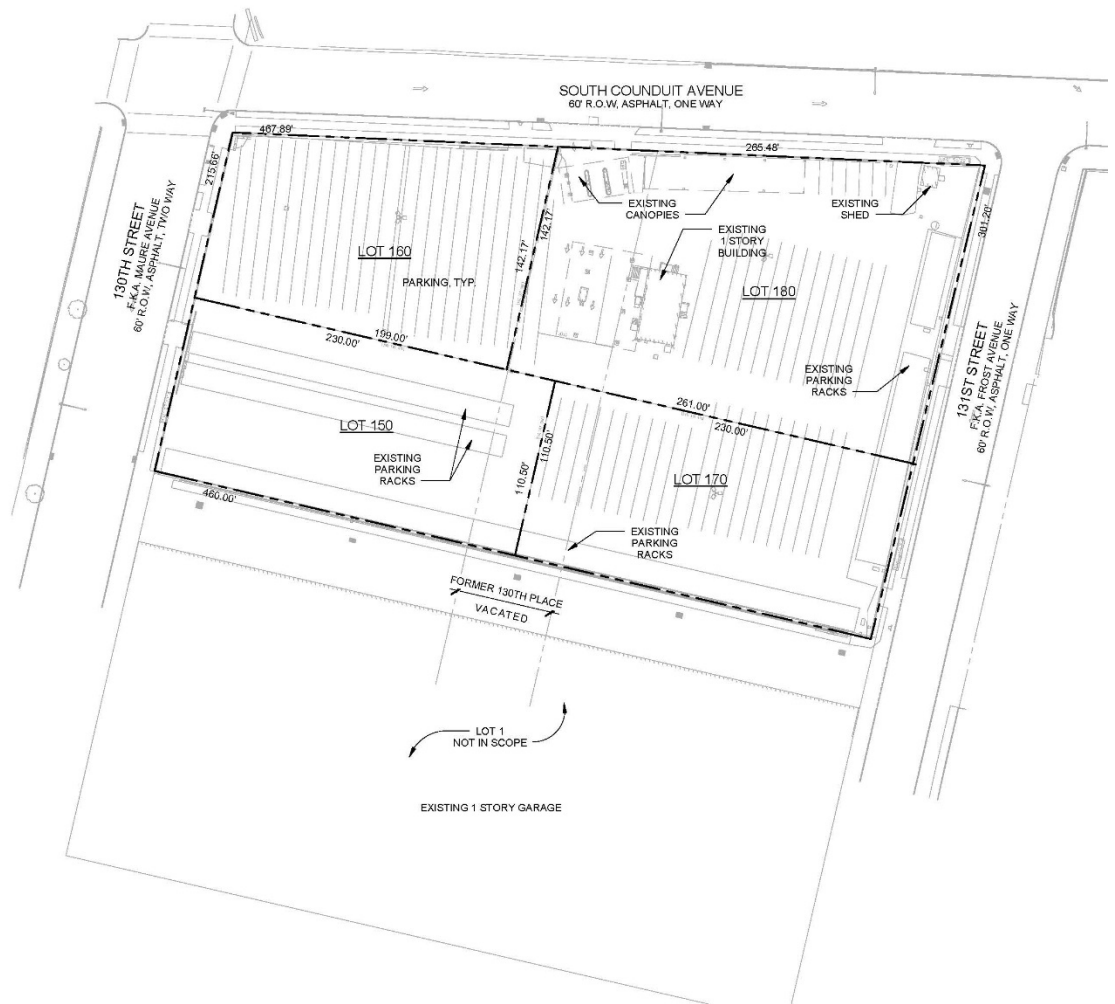 SOUTH COUNDUIT AVENUE
60' R.O.W, ASPHALT, ONE WAY
467.89'
265.48'
215.66'
130TH STREET
F.K.A. MAURE AVENUE
60' R.O.W, ASPHALT, TWO WAY
LOT 160
PARKING, TYP.
142.17'
142.17'
EXISTING
CANOPIES
EXISTING
SHED
EXISTING
1 STORY
BUILDING
LOT 180
301.20'
131ST STREET
F.K.A. FROST AVENUE
60' R.O.W, ASPHALT, ONE WAY
199.00'
230.00'
EXISTING
PARKING
RACKS
261.00'
230.00'
LOT 150
EXISTING
PARKING
RACKS
110.50'
110.50'
LOT 170
460.00'
EXISTING
PARKING
RACKS
FORMER 130TH PLACE
VACATED
LOT 1
NOT IN SCOPE
EXISTING 1 STORY GARAGE